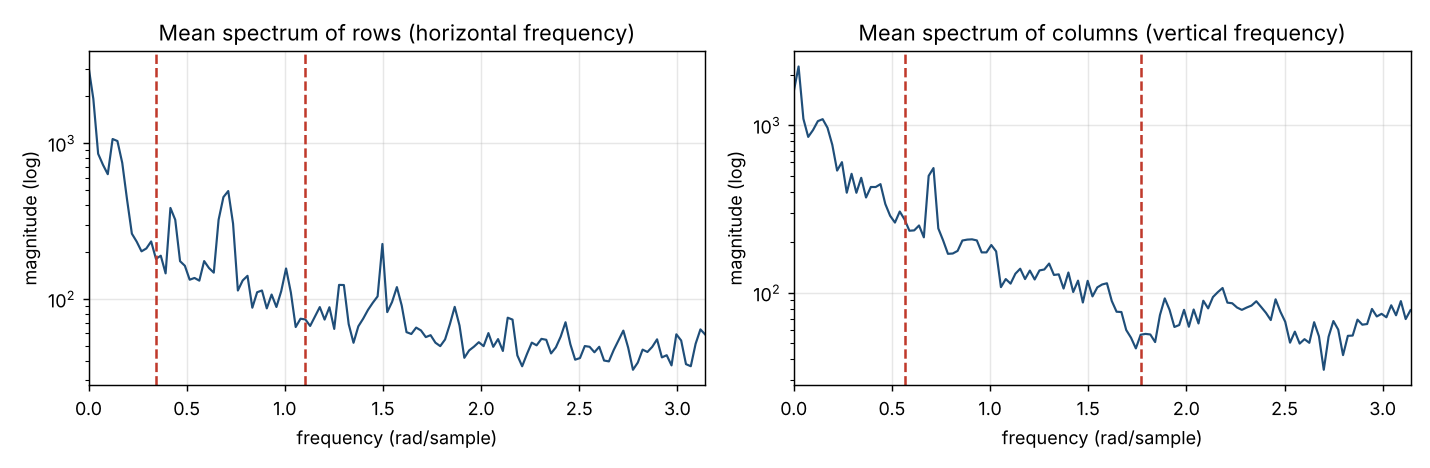 Mean spectrum of rows (horizontal frequency)
magnitude (log)
10³
10²
0.0 0.5 1.0 1.5 2.0 2.5 3.0
frequency (rad/sample)
Mean spectrum of columns (vertical frequency)
magnitude (log)
10³
10²
0.0 0.5 1.0 1.5 2.0 2.5 3.0
frequency (rad/sample)